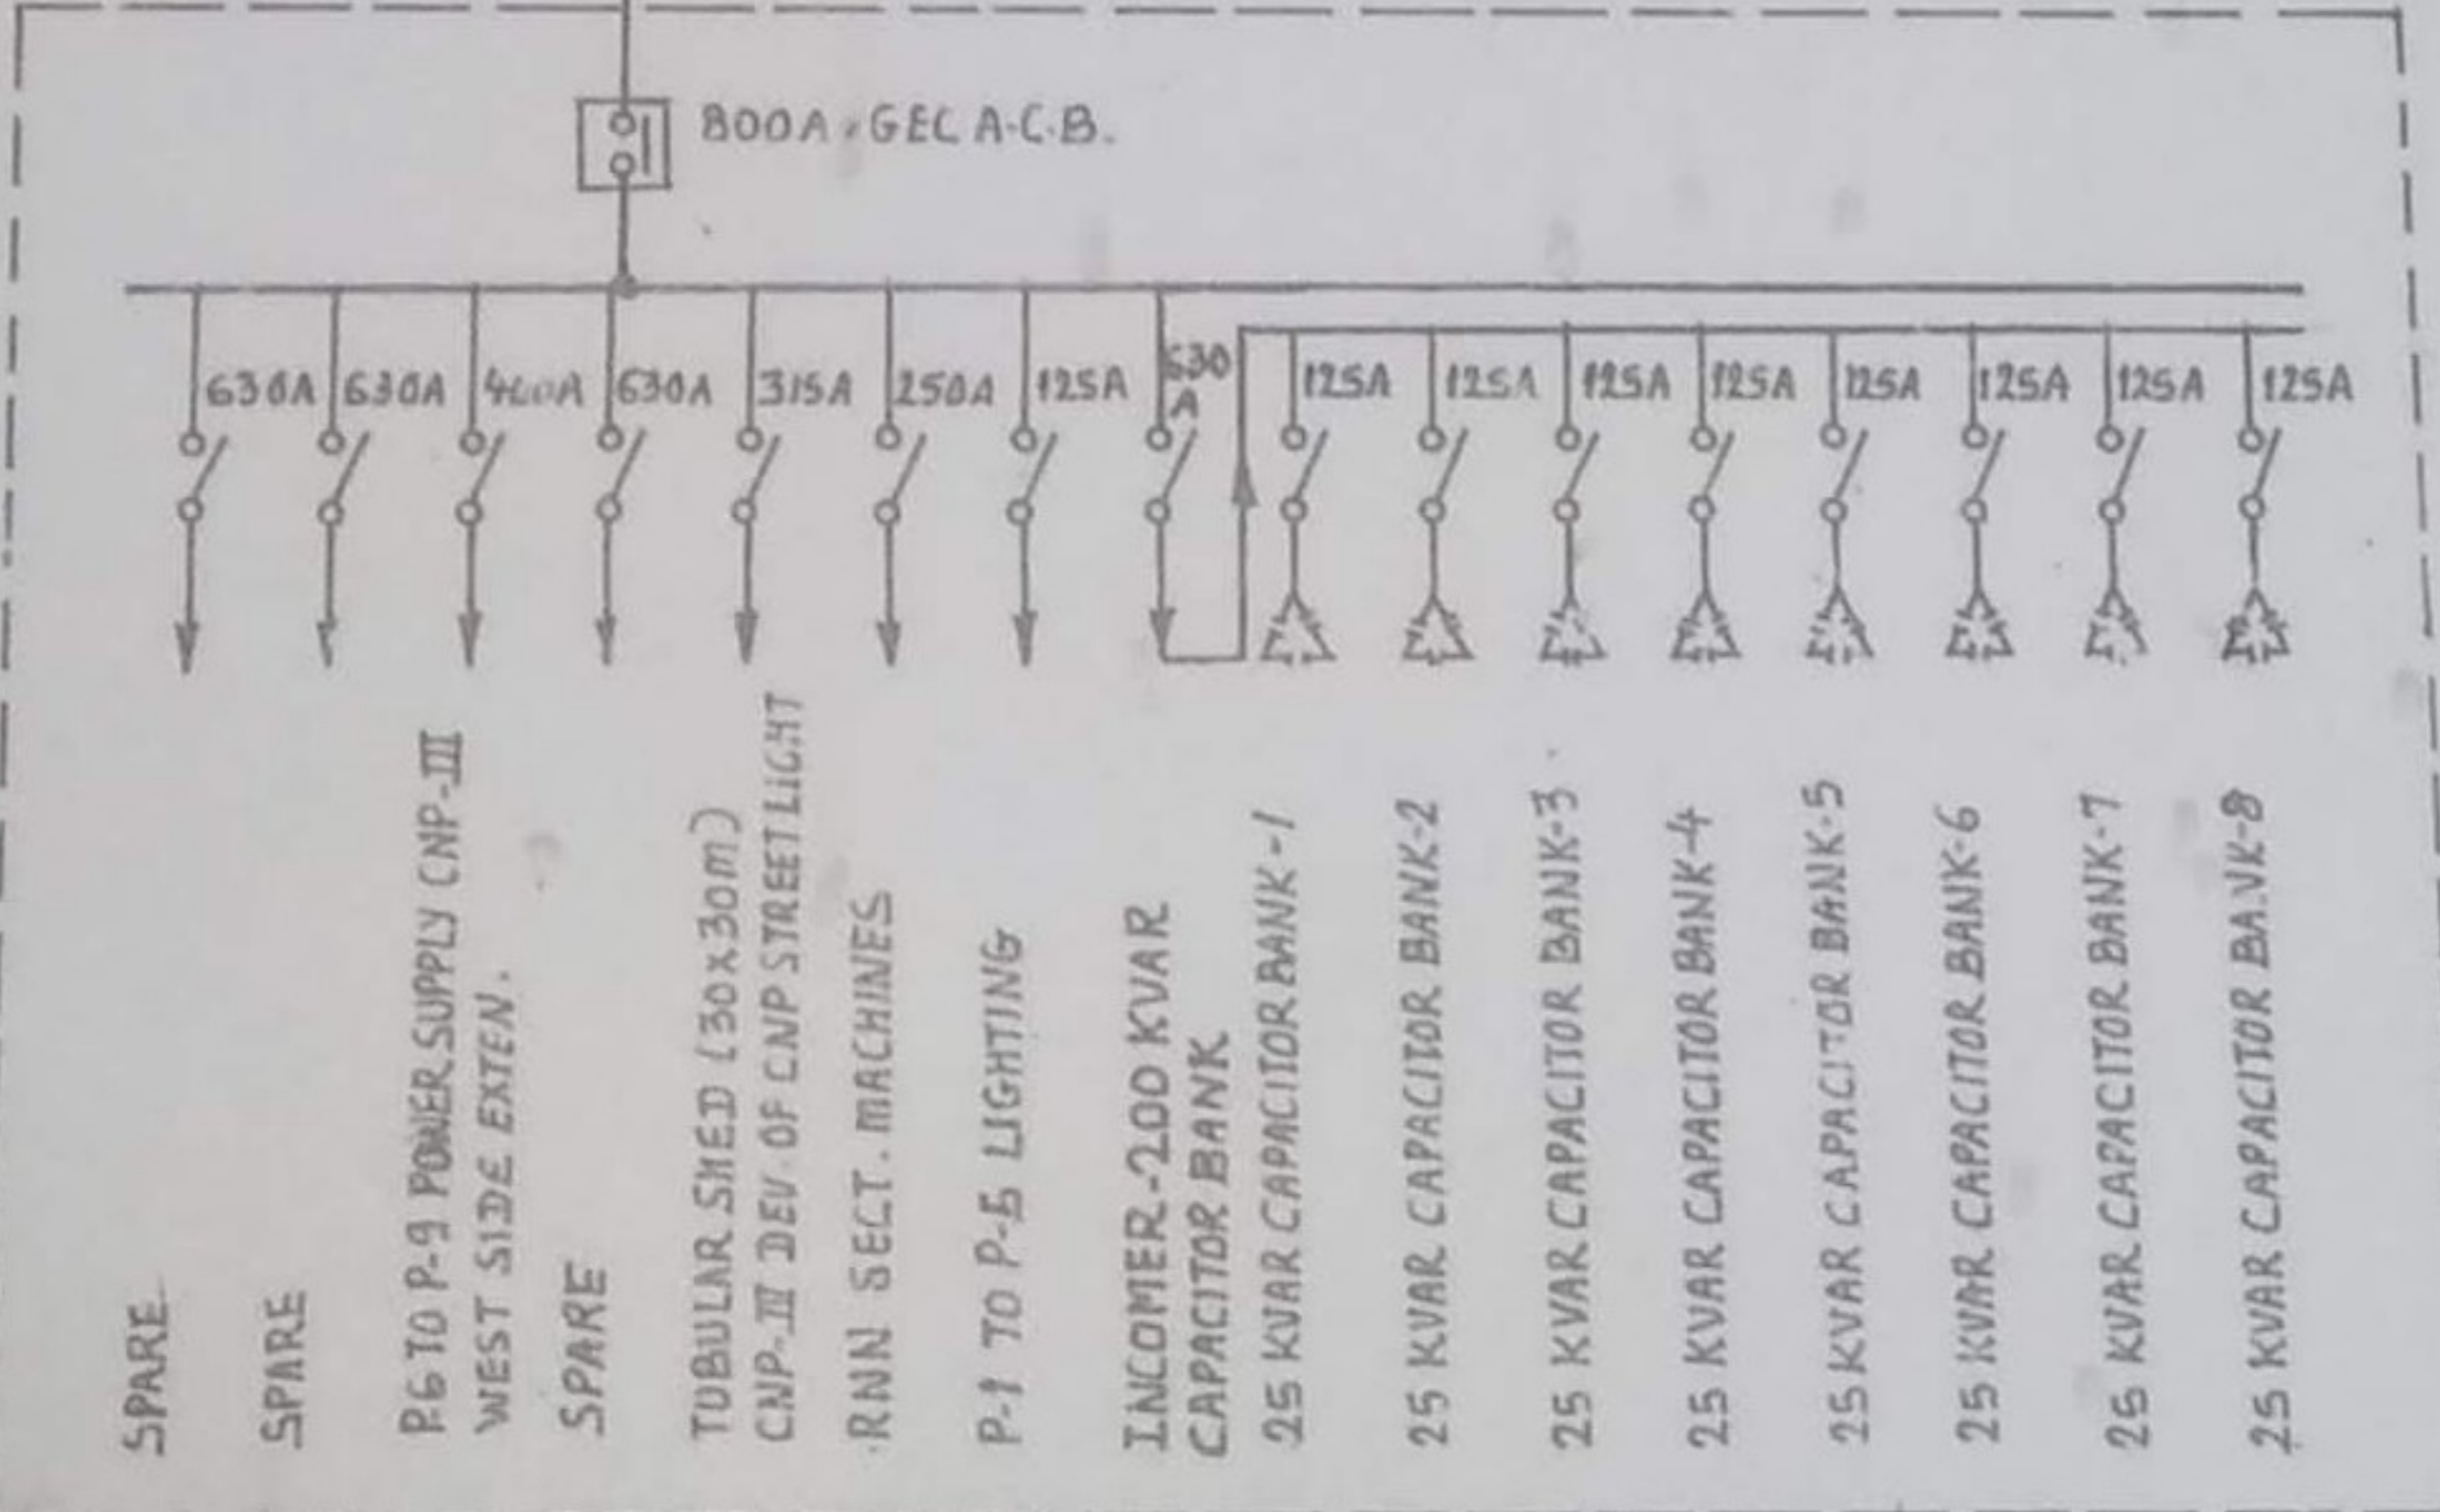 800A, GEC A.C.B.
630A
630A
400A
630A
315A
250A
125A
630
A
125A
125A
125A
125A
125A
125A
125A
125A
SPARE
SPARE
P.6 TO P-9 POWER SUPPLY CNP-III
WEST SIDE EXTEN.
SPARE
TUBULAR SHED (30x30m)
CNP-III DEV. OF CNP STREET LIGHT
RNN SECT. MACHINES
P-1 TO P-5 LIGHTING
INCOMER-200 KVAR
CAPACITOR BANK
25 KVAR CAPACITOR BANK-1
25 KVAR CAPACITOR BANK-2
25 KVAR CAPACITOR BANK-3
25 KVAR CAPACITOR BANK-4
25 KVAR CAPACITOR BANK-5
25 KVAR CAPACITOR BANK-6
25 KVAR CAPACITOR BANK-7
25 KVAR CAPACITOR BANK-8